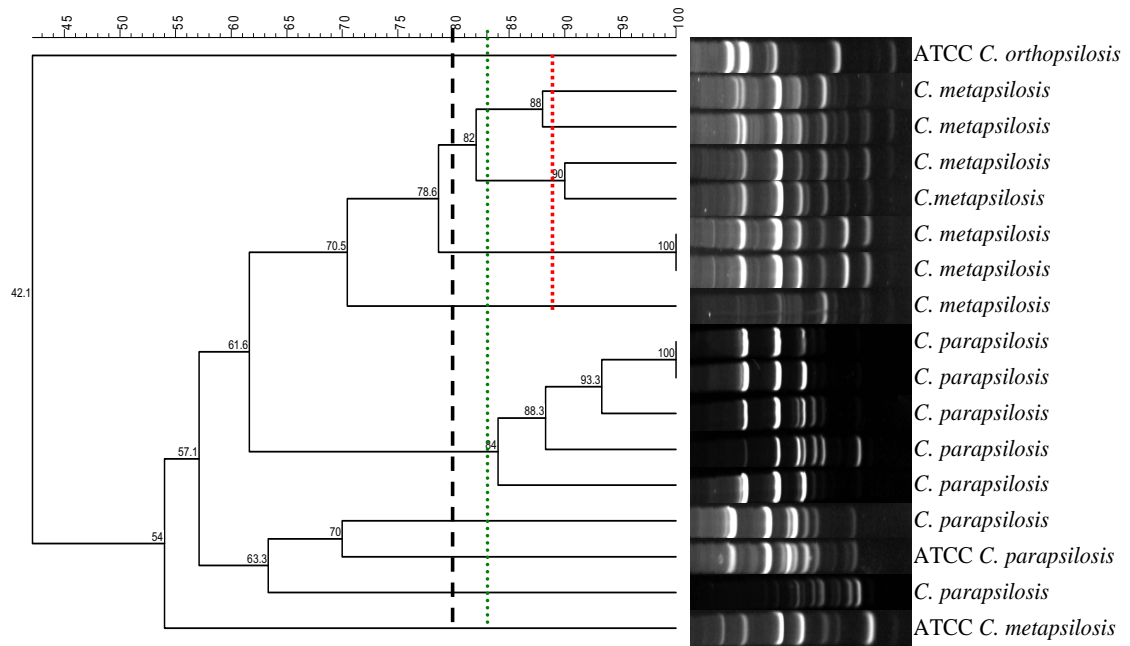 45 50 55 60 65 70 75 80 85 90 95 100
ATCC C. orthopsilosis
C. metapsilosis
88
C. metapsilosis
82
C. metapsilosis
90
78.6
C.metapsilosis
C. metapsilosis
70.5
100
C. metapsilosis
42.1
C. metapsilosis
C. parapsilosis
61.6
100
C. parapsilosis
93.3
C. parapsilosis
88.3
84
57.1
C. parapsilosis
C. parapsilosis
C. parapsilosis
54
70
ATCC C. parapsilosis
63.3
C. parapsilosis
ATCC C. metapsilosis